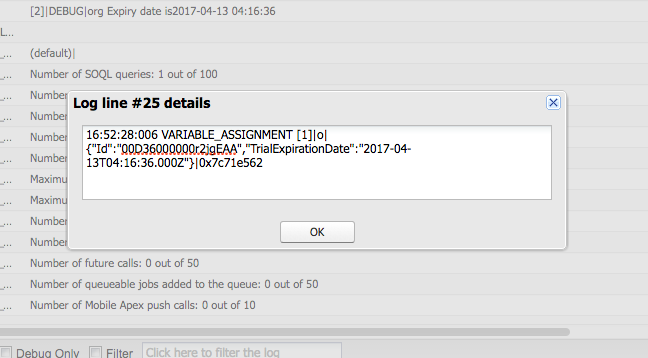 [2]|DEBUG|org Expiry date is2017-04-13 04:16:36
L...
_... (default)|
_... Number of SOQL queries: 1 out of 100
_... Number
_... Number
Log line #25 details
_... Number
16:52:28:006 VARIABLE_ASSIGNMENT [1]|o|
{"Id":"00D36000000r2jgEAA","TrialExpirationDate":"2017-04-
13T04:16:36.000Z"}|0x7c71e562
_... Number
_... Maximu
_... Maximu
_... Number
OK
_... Number
_... Number of future calls: 0 out of 50
_... Number of queueable jobs added to the queue: 0 out of 50
_... Number of Mobile Apex push calls: 0 out of 10
Debug Only Filter Click here to filter the log